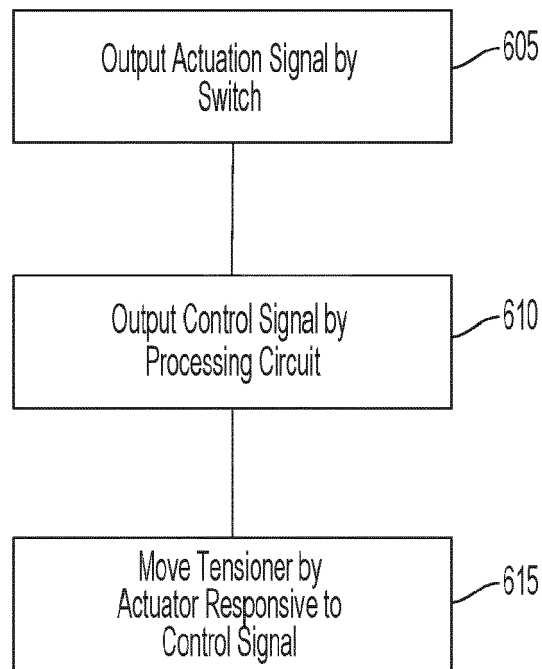 Output Actuation Signal by
Switch
605
Output Control Signal by
Processing Circuit
610
Move Tensioner by
Actuator Responsive to
Control Signal
615